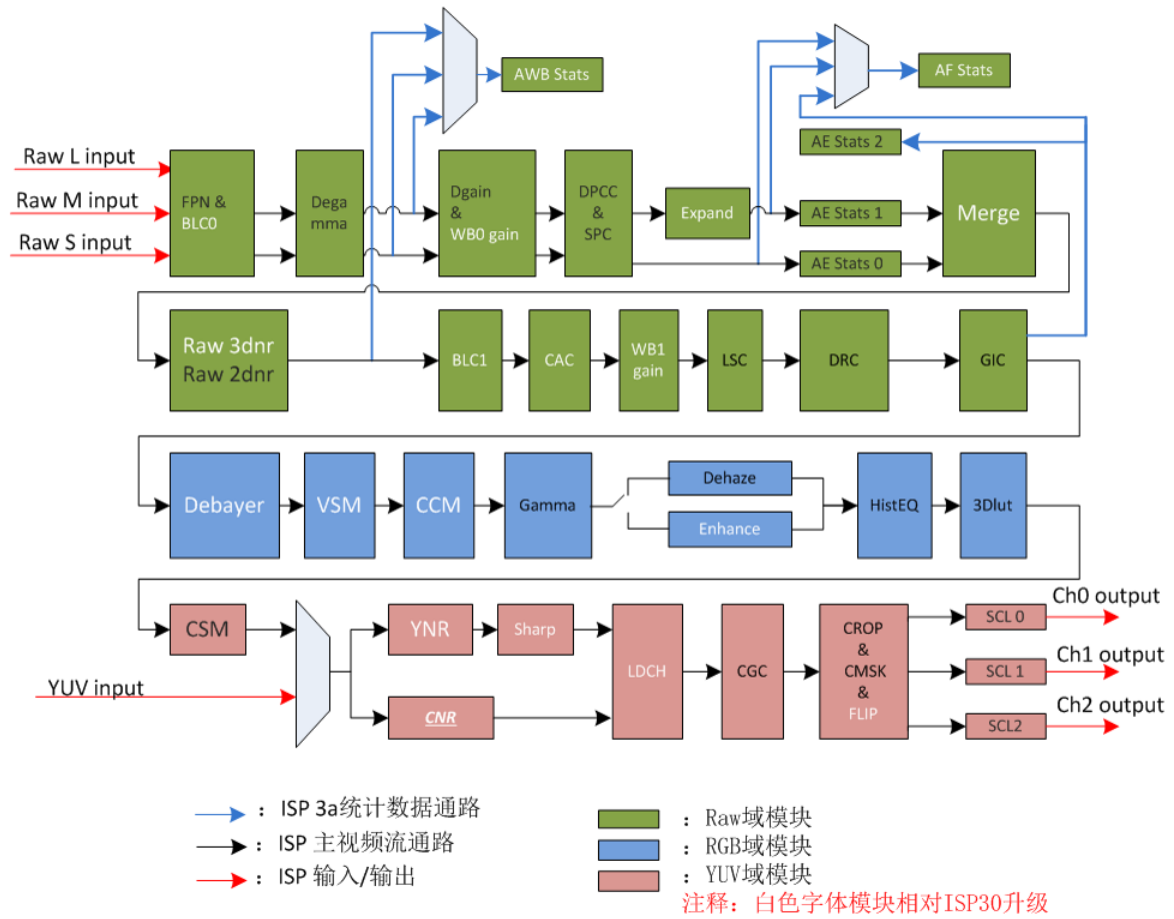 AWB Stats
AF Stats
AE Stats 2
Raw L input
Raw M input
Raw S input
FPN &
BLC0
Dega
mma
Dgain
&
WB0 gain
DPCC
&
SPC
Expand
AE Stats 1
AE Stats 0
Merge
Raw 3dnr
Raw 2dnr
BLC1
CAC
WB1
gain
LSC
DRC
GIC
Debayer
VSM
CCM
Gamma
Dehaze
Enhance
HistEQ
3Dlut
CSM
YUV input
YNR
Sharp
CNR
LDCH
CGC
CROP
&
CMSK
&
FLIP
SCL 0
SCL 1
SCL2
Ch0 output
Ch1 output
Ch2 output
：ISP 3a统计数据通路
：ISP 主视频流通路
：ISP 输入/输出
：Raw域模块
：RGB域模块
：YUV域模块
注释：白色字体模块相对ISP30升级